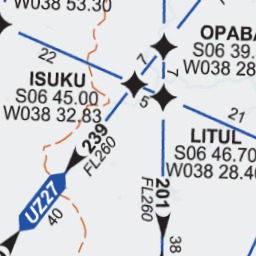 W038 53.30
OPABA
S06 39.
W038 28
22
7
7
ISUKU
S06 45.00
W038 32.83
5
21
LITUL
S06 46.70
W038 28.40
239
FL260
201
FL260
UZ27
40
38